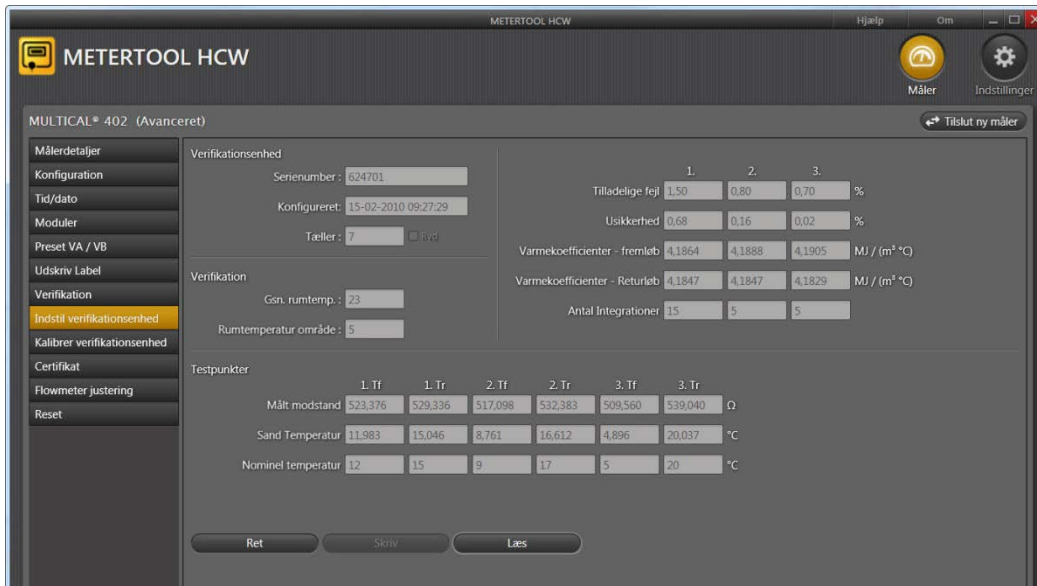 METERTOOL HCW
Hjælp
Om
METERTOOL HCW
Måler
Indstillinger
MULTICAL® 402 (Avanceret)
Tilslut ny måler
Målerdetaljer
Konfiguration
Tid/dato
Moduler
Preset VA / VB
Udskriv Label
Verifikation
Indstil verifikationsenhed
Kalibrer verifikationsenhed
Certifikat
Flowmeter justering
Reset
Verifikationsenhed
Serienumber : 624701
Konfigureret: 15-02-2010 09:27:29
Tæller : 7
Verifikation
Gsn. rumtemp. : 23
Rumtemperatur område : 5
1. 2. 3.
Tilladelige fejl 1,50 0,80 0,70 %
Usikkerhed 0,68 0,16 0,02 %
Varmekoefficienter - fremløb 4,1864 4,1888 4,1905 MJ / (m³ °C)
Varmekoefficienter - Returløb 4,1847 4,1847 4,1829 MJ / (m³ °C)
Antal Integrationer 15 5 5
Testpunkter
1. Tf 1. Tr 2. Tf 2. Tr 3. Tf 3. Tr
Målt modstand 523,376 529,336 517,098 532,383 509,560 539,040 Ω
Sand Temperatur 11,983 15,046 8,761 16,612 4,896 20,037 °C
Nominel temperatur 12 15 9 17 5 20 °C
Ret
Skriv
Læs